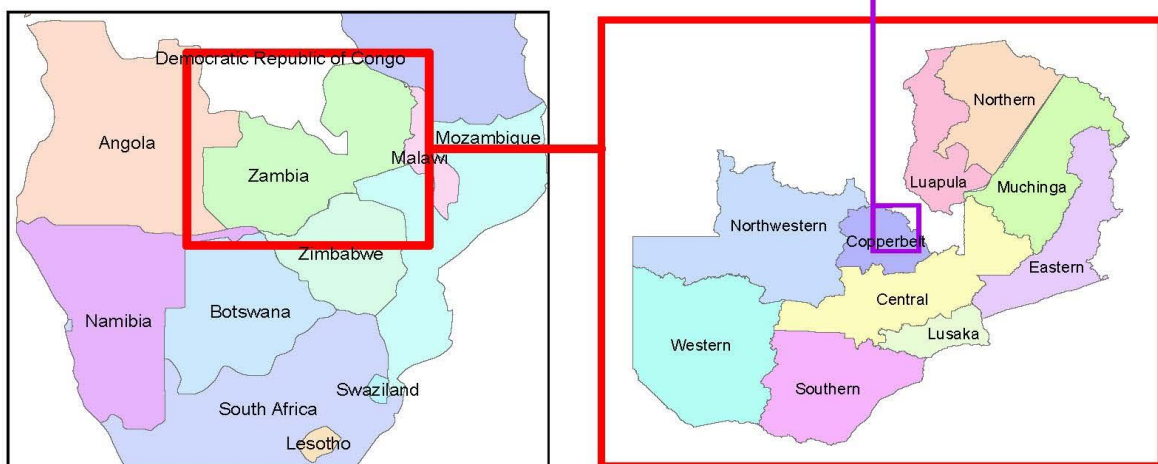 Democratic Republic of Congo
Angola
Mozambique
Malawi
Zambia
Zimbabwe
Botswana
Namibia
Swaziland
South Africa
Lesotho
Northern
Luapula
Muchinga
Northwestern
Copperbelt
Eastern
Central
Lusaka
Western
Southern